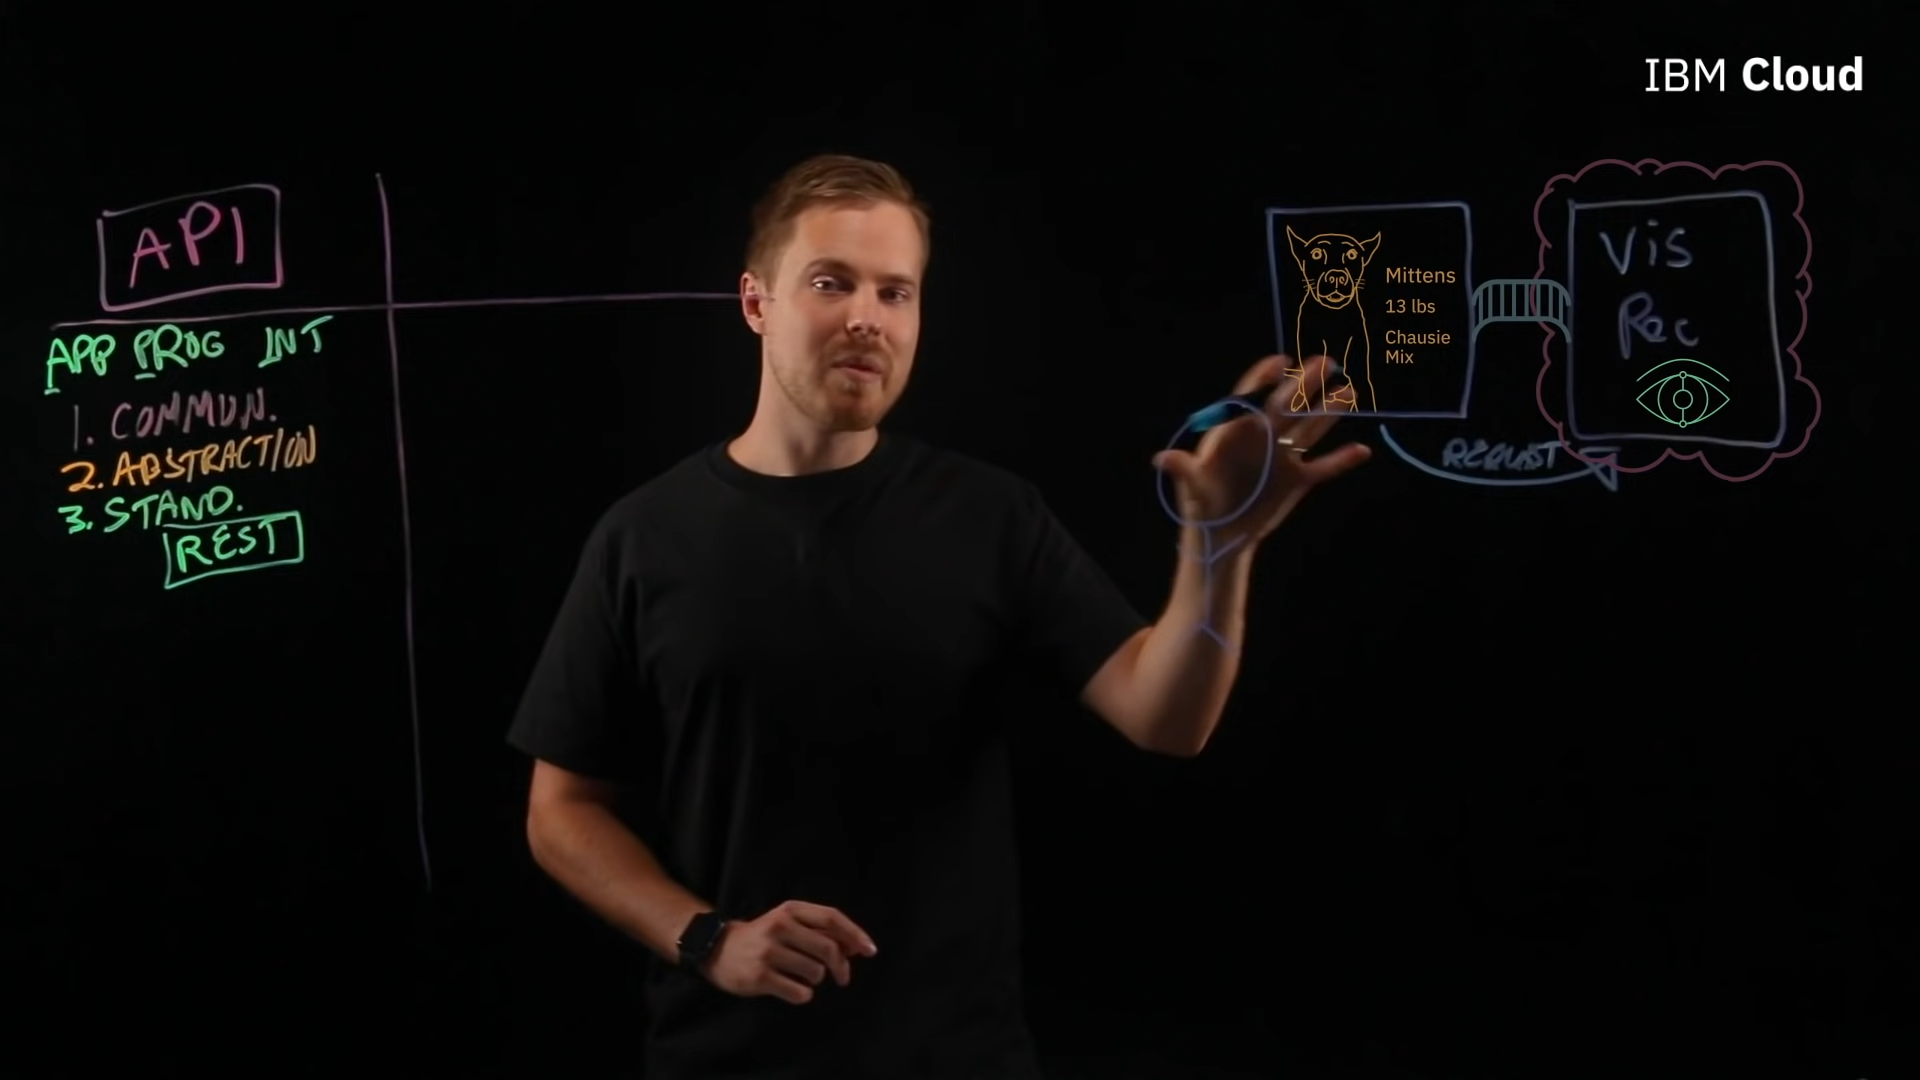 IBM Cloud
API
APP PROG INT
1. COMMUN.
2. ABSTRACTION
3. STAND.
REST
Mittens
13 lbs
Chausie
Mix
Vis
Rec
REQUEST